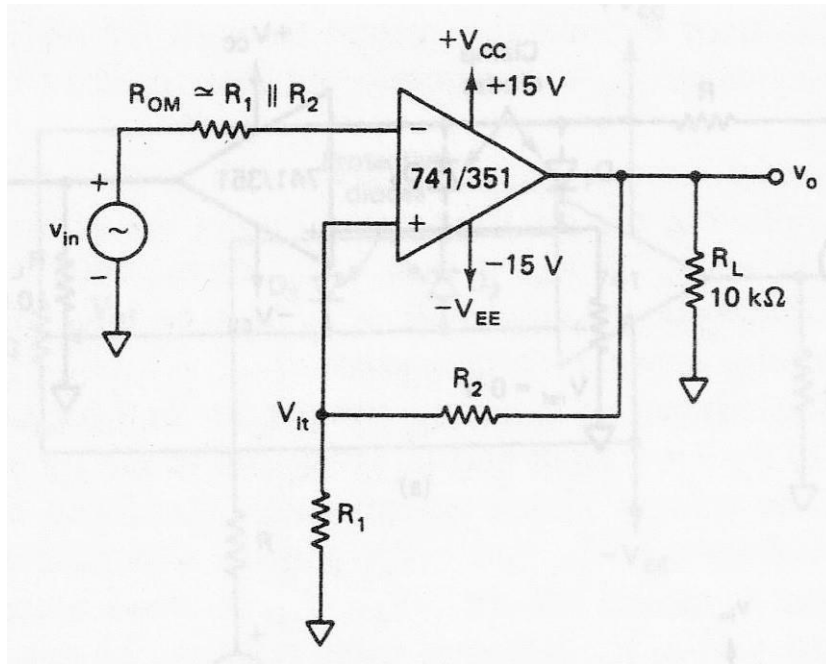 +V_CC
+15 V
R_OM ≃ R_1 || R_2
−
741/351
+
+
v_in
~
−
−15 V
−V_EE
v_o
R_L
10 kΩ
R_2
V_lt
R_1
(a)